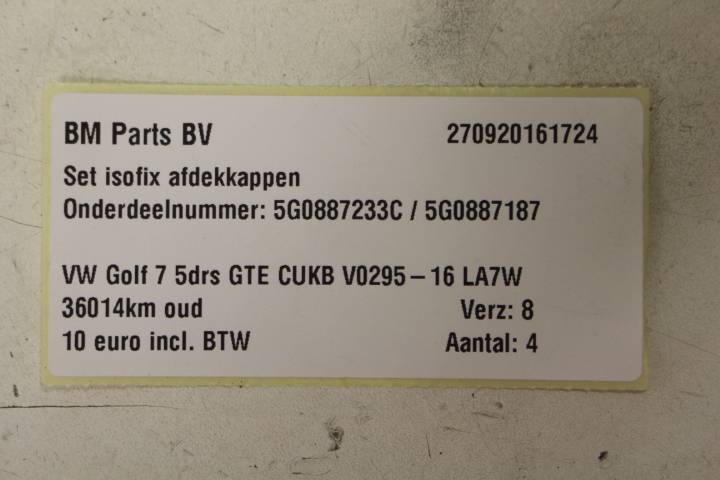 BM Parts BV 270920161724
Set isofix afdekkappen
Onderdeelnummer: 5G0887233C / 5G0887187
VW Golf 7 5drs GTE CUKB V0295-16 LA7W
36014km oud Verz: 8
10 euro incl. BTW Aantal: 4